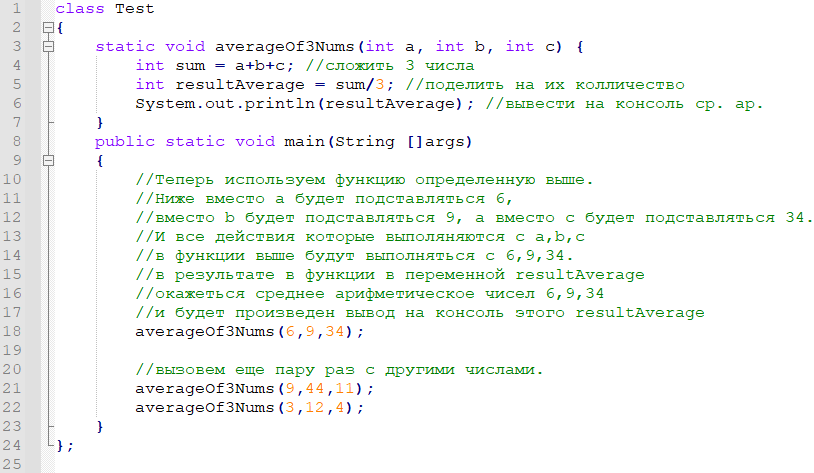 1 class Test
2 {
3 static void averageOf3Nums(int a, int b, int c) {
4 int sum = a+b+c; //сложить 3 числа
5 int resultAverage = sum/3; //поделить на их колличество
6 System.out.println(resultAverage); //вывести на консоль ср. ар.
7 }
8 public static void main(String []args)
9 {
10 //Теперь используем функцию определенную выше.
11 //Ниже вместо a будет подставляться 6,
12 //вместо b будет подставляться 9, а вместо c будет подставляться 34.
13 //И все действия которые выполяняются с a,b,c
14 //в функции выше будут выполняться с 6,9,34.
15 //в результате в функции в переменной resultAverage
16 //окажеться среднее арифметическое чисел 6,9,34
17 //и будет произведен вывод на консоль этого resultAverage
18 averageOf3Nums(6,9,34);
19
20 //вызовем еще пару раз с другими числами.
21 averageOf3Nums(9,44,11);
22 averageOf3Nums(3,12,4);
23 }
24 };
25